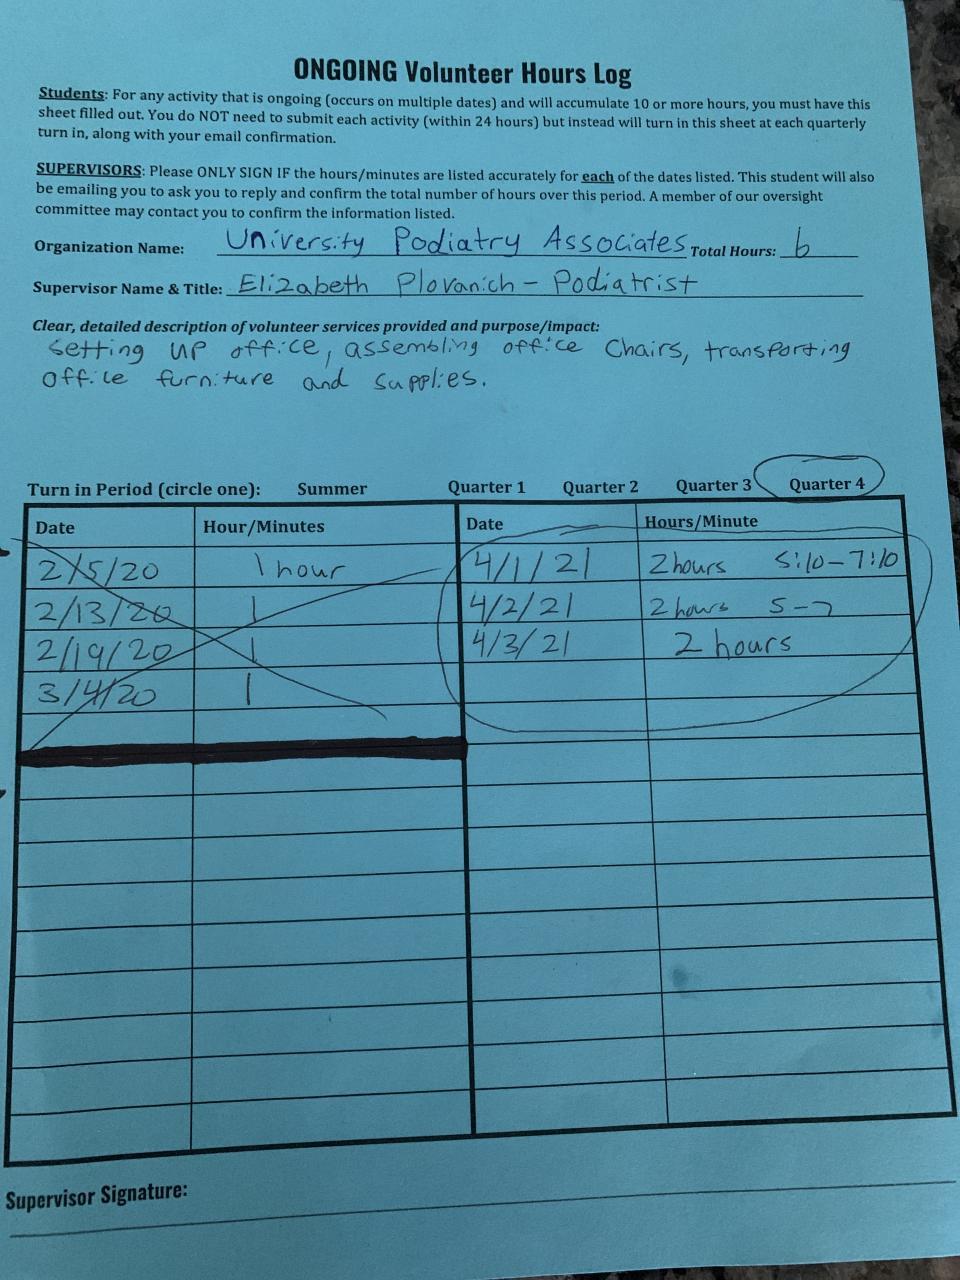 ONGOING Volunteer Hours Log
Students: For any activity that is ongoing (occurs on multiple dates) and will accumulate 10 or more hours, you must have this
sheet filled out. You do NOT need to submit each activity (within 24 hours) but instead will turn in this sheet at each quarterly
turn in, along with your email confirmation.
SUPERVISORS: Please ONLY SIGN IF the hours/minutes are listed accurately for each of the dates listed. This student will also
be emailing you to ask you to reply and confirm the total number of hours over this period. A member of our oversight
committee may contact you to confirm the information listed.
Organization Name: University Podiatry Associates Total Hours: 6
Supervisor Name & Title: Elizabeth Plovanich - Podiatrist
Clear, detailed description of volunteer services provided and purpose/impact:
Setting up office, assembling office chairs, transporting
office furniture and supplies.
Turn in Period (circle one): Summer Quarter 1 Quarter 2 Quarter 3 Quarter 4
Date Hour/Minutes Date Hours/Minute
2/5/20 1 hour 4/1/21 2 hours 5:10-7:10
2/13/20 1 4/2/21 2 hours 5-7
2/19/20 1 4/3/21 2 hours
3/4/20 1
Supervisor Signature: